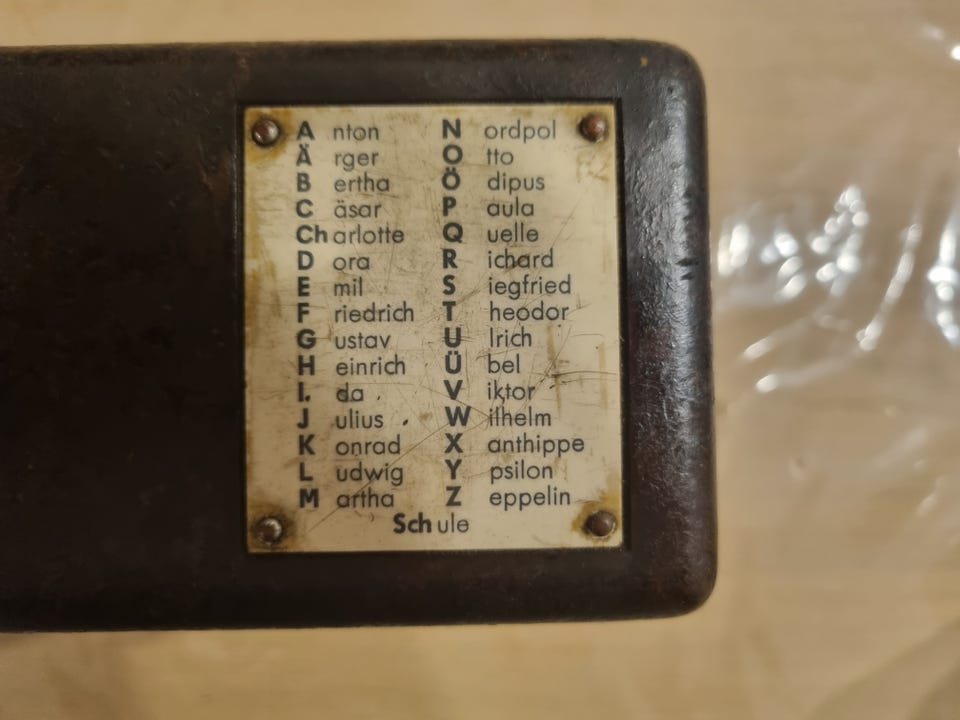 Anton
Ärger
Bertha
Cäsar
Charlotte
Dora
Emil
Friedrich
Gustav
Heinrich
Ida
Julius
Konrad
Ludwig
Martha
Nordpol
Otto
Ödipus
Paula
Quelle
Richard
Siegfried
Theodor
Ulrich
Übel
Viktor
Wilhelm
Xanthippe
Ypsilon
Zeppelin
Schule